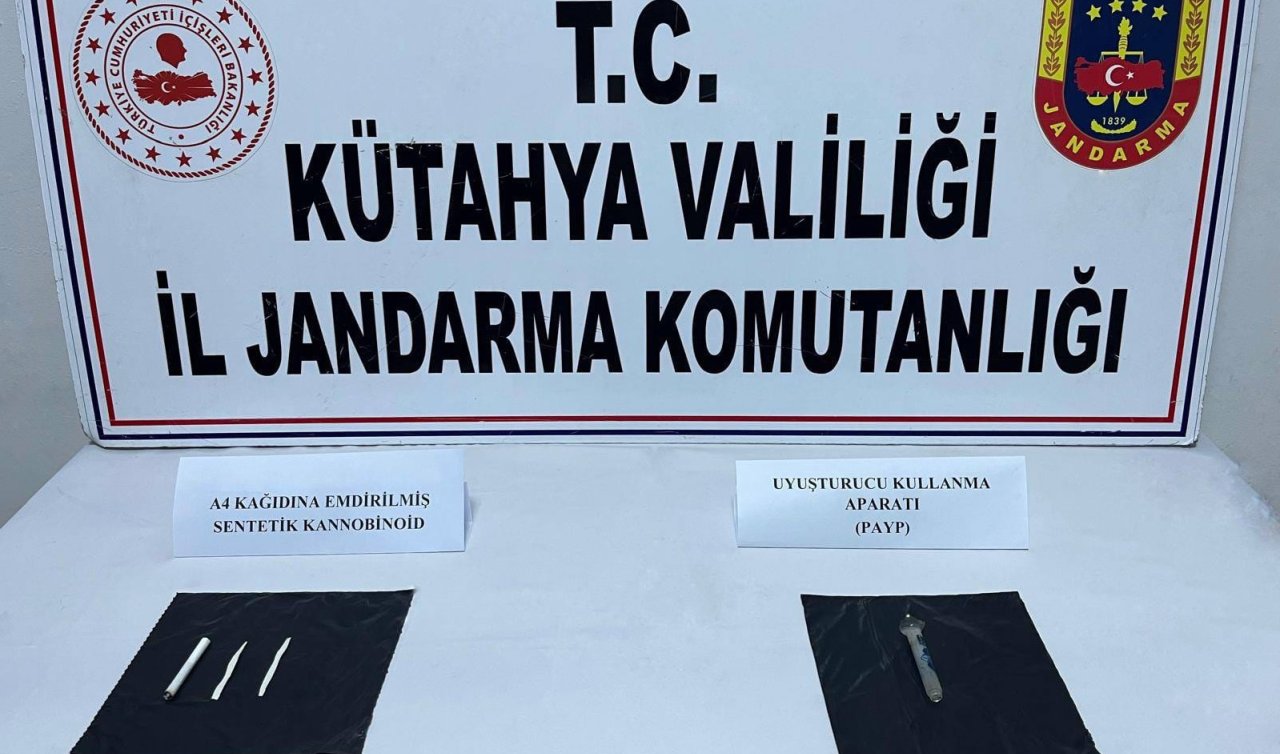 TÜRKİYE CUMHURİYETİ İÇİŞLERİ BAKANLIĞI
T.C.
KÜTAHYA VALİLİĞİ
İL JANDARMA KOMUTANLIĞI
1839
JANDARMA
A4 KAĞIDINA EMDİRİLMİŞ
SENTETİK KANNOBİNOİD
UYUŞTURUCU KULLANMA
APARATI
(PAYP)